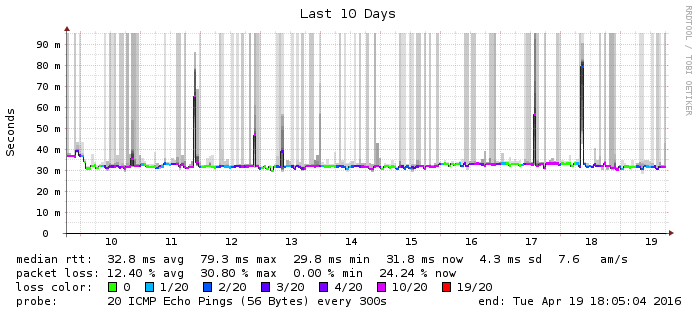 Last 10 Days
RRDTOOL / TOBI OETIKER
Seconds
90 m
80 m
70 m
60 m
50 m
40 m
30 m
20 m
10 m
0
10 11 12 13 14 15 16 17 18 19
median rtt: 32.8 ms avg 79.3 ms max 29.8 ms min 31.8 ms now 4.3 ms sd 7.6 am/s
packet loss: 12.40 % avg 30.80 % max 0.00 % min 24.24 % now
loss color: 0 1/20 2/20 3/20 4/20 10/20 19/20
probe: 20 ICMP Echo Pings (56 Bytes) every 300s end: Tue Apr 19 18:05:04 2016